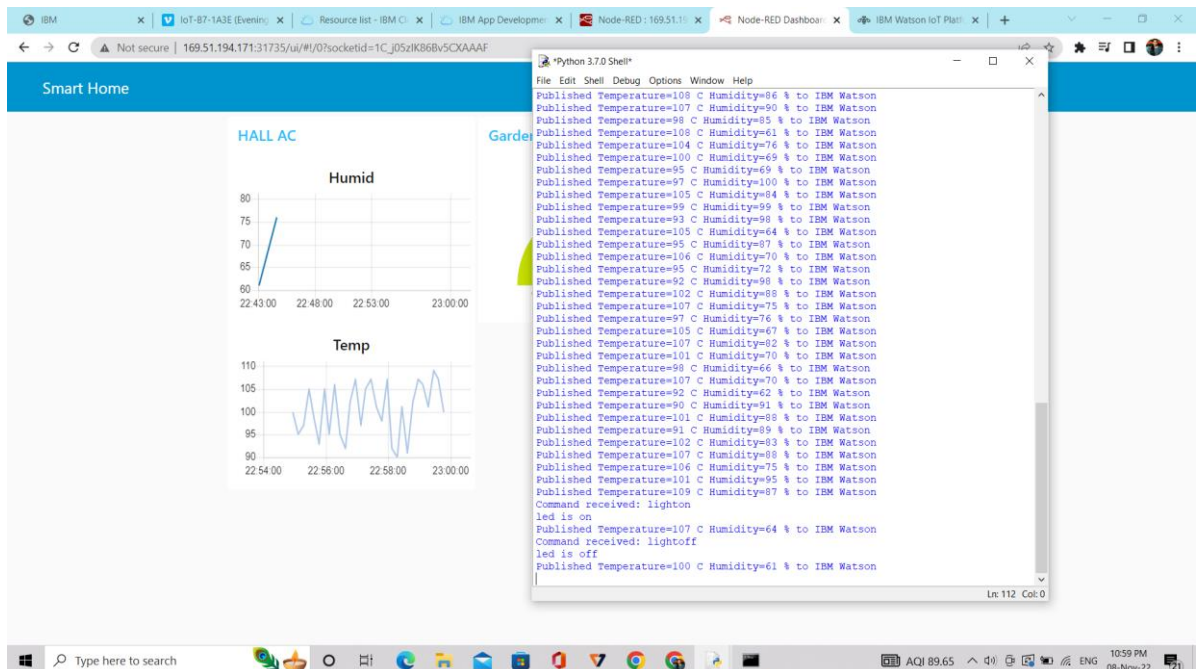 IBM
IoT-B7-1A3E (Evening
Resource list - IBM Cl
IBM App Developmen
Node-RED : 169.51.19
Node-RED Dashboard
IBM Watson IoT Platf
Not secure | 169.51.194.171:31735/ui/#!/0?socketid=1C_j05zIK86Bv5CXAAAF
Smart Home
HALL AC
Garde
Humid
80
75
70
65
60
22:43:00 22:48:00 22:53:00 23:00:00
Temp
110
105
100
95
90
22:54:00 22:56:00 22:58:00 23:00:00
*Python 3.7.0 Shell*
File Edit Shell Debug Options Window Help
Published Temperature=108 C Humidity=86 % to IBM Watson
Published Temperature=107 C Humidity=90 % to IBM Watson
Published Temperature=98 C Humidity=85 % to IBM Watson
Published Temperature=108 C Humidity=61 % to IBM Watson
Published Temperature=104 C Humidity=76 % to IBM Watson
Published Temperature=100 C Humidity=69 % to IBM Watson
Published Temperature=95 C Humidity=69 % to IBM Watson
Published Temperature=97 C Humidity=100 % to IBM Watson
Published Temperature=105 C Humidity=84 % to IBM Watson
Published Temperature=99 C Humidity=99 % to IBM Watson
Published Temperature=93 C Humidity=98 % to IBM Watson
Published Temperature=105 C Humidity=64 % to IBM Watson
Published Temperature=95 C Humidity=87 % to IBM Watson
Published Temperature=106 C Humidity=70 % to IBM Watson
Published Temperature=95 C Humidity=72 % to IBM Watson
Published Temperature=92 C Humidity=98 % to IBM Watson
Published Temperature=102 C Humidity=88 % to IBM Watson
Published Temperature=107 C Humidity=75 % to IBM Watson
Published Temperature=97 C Humidity=76 % to IBM Watson
Published Temperature=105 C Humidity=67 % to IBM Watson
Published Temperature=107 C Humidity=82 % to IBM Watson
Published Temperature=101 C Humidity=70 % to IBM Watson
Published Temperature=98 C Humidity=66 % to IBM Watson
Published Temperature=107 C Humidity=70 % to IBM Watson
Published Temperature=92 C Humidity=62 % to IBM Watson
Published Temperature=90 C Humidity=91 % to IBM Watson
Published Temperature=101 C Humidity=88 % to IBM Watson
Published Temperature=91 C Humidity=89 % to IBM Watson
Published Temperature=102 C Humidity=83 % to IBM Watson
Published Temperature=107 C Humidity=88 % to IBM Watson
Published Temperature=106 C Humidity=75 % to IBM Watson
Published Temperature=101 C Humidity=95 % to IBM Watson
Published Temperature=109 C Humidity=87 % to IBM Watson
Command received: lighton
led is on
Published Temperature=107 C Humidity=64 % to IBM Watson
Command received: lightoff
led is off
Published Temperature=100 C Humidity=61 % to IBM Watson
Ln: 112 Col: 0
Type here to search
AQI 89.65
ENG
10:59 PM
08-Nov-22
21